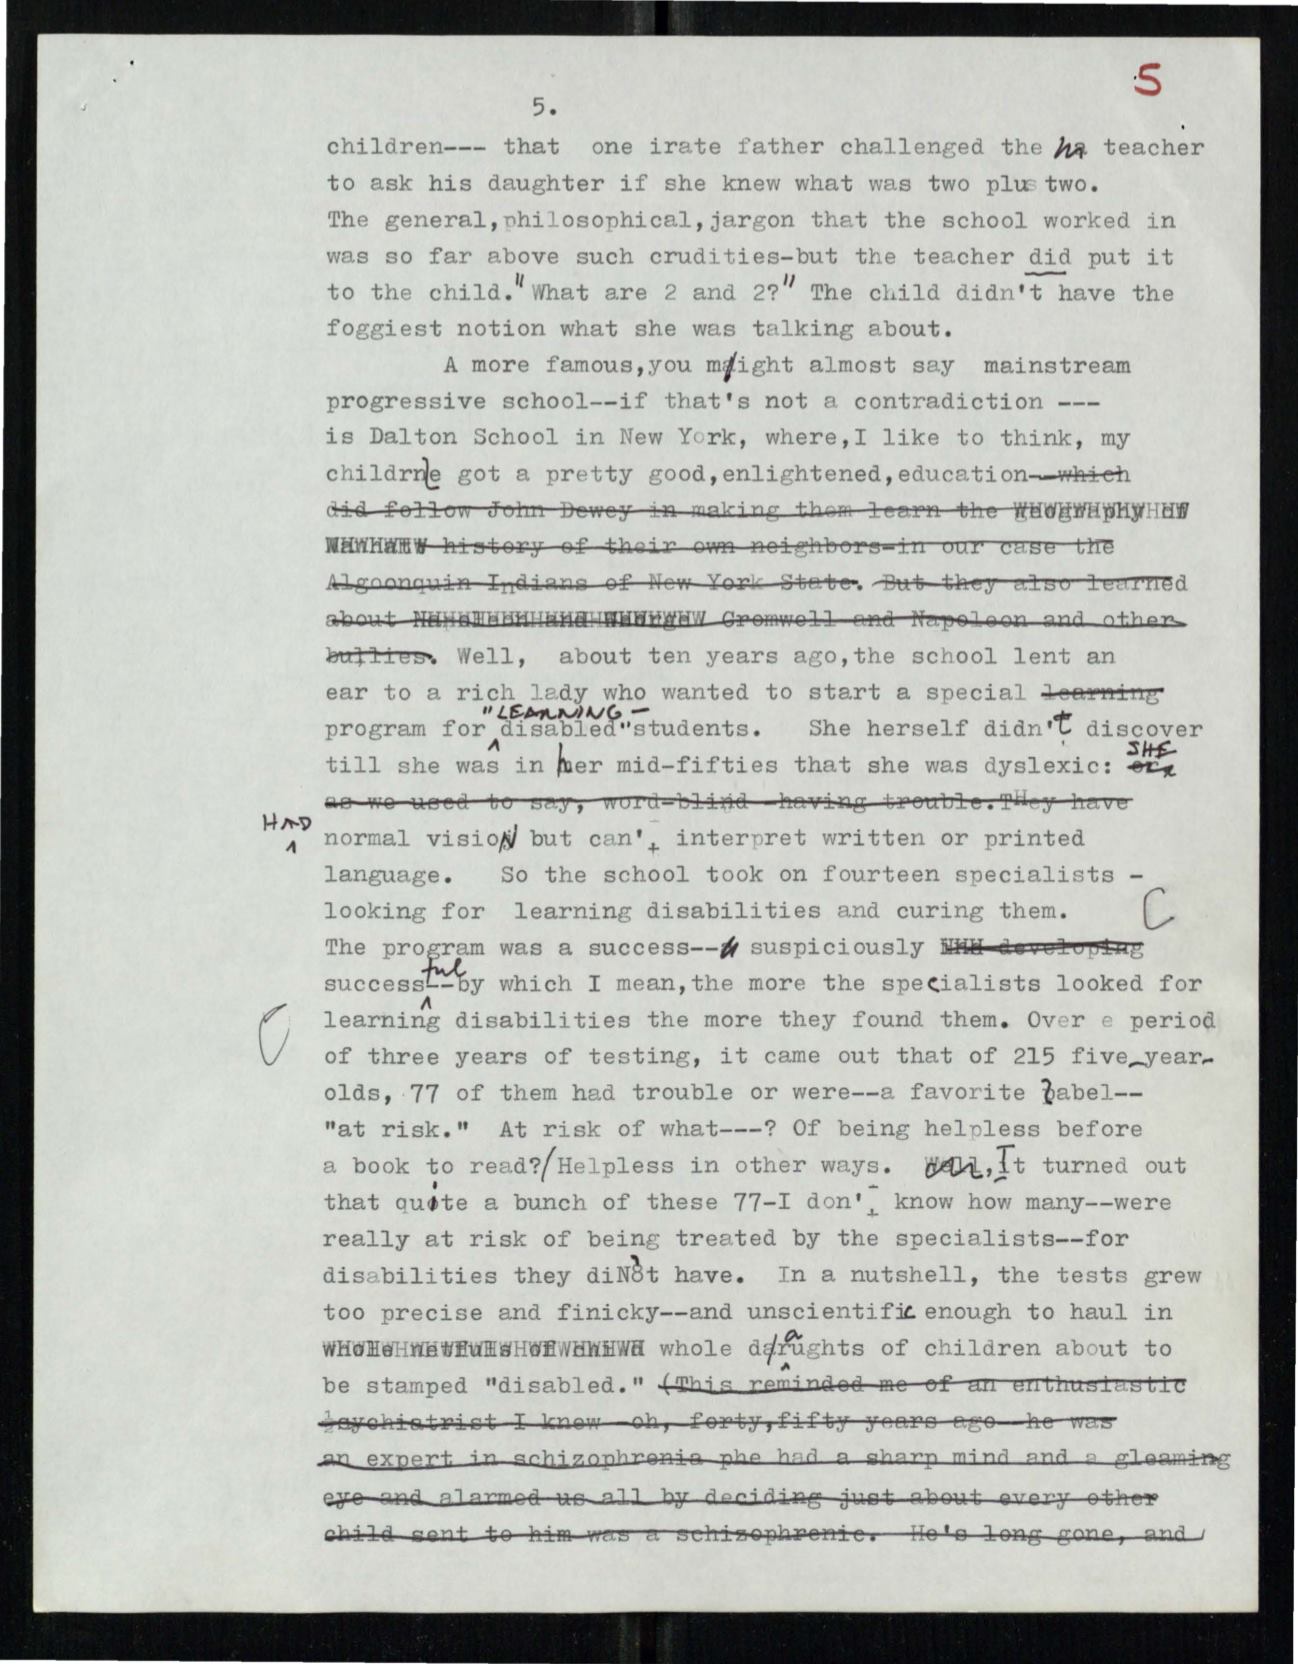 5
5.
children--- that one irate father challenged the teacher
to ask his daughter if she knew what was two plus two.
The general,philosophical,jargon that the school worked in
was so far above such crudities-but the teacher did put it
to the child."What are 2 and 2?" The child didn't have the
foggiest notion what she was talking about.
A more famous,you might almost say mainstream
progressive school--if that's not a contradiction ---
is Dalton School in New York, where,I like to think, my
childrne got a pretty good,enlightened,education--which
did follow John Dewey in making them learn the geography of
history of their own neighbors-in our case the
Algoonquin Indians of New York State. But they also learned
about Cromwell and Napoleon and other
bullies. Well, about ten years ago,the school lent an
ear to a rich lady who wanted to start a special learning
"LEARNING-
program for disabled"students. She herself didn't discover
SHE
till she was in her mid-fifties that she was dyslexic: or,
as we used to say, word-blind -having trouble.THey have
HAD
normal vision but can't interpret written or printed
language. So the school took on fourteen specialists -
looking for learning disabilities and curing them.
The program was a success-- suspiciously developing
ful
success--by which I mean,the more the specialists looked for
learning disabilities the more they found them. Over e period
of three years of testing, it came out that of 215 five-year-
olds, 77 of them had trouble or were--a favorite label--
"at risk." At risk of what---? Of being helpless before
a book to read?/Helpless in other ways. Well,It turned out
that quite a bunch of these 77-I don't know how many--were
really at risk of being treated by the specialists--for
disabilities they diN't have. In a nutshell, the tests grew
too precise and finicky--and unscientific enough to haul in
whole netfulls of whole draughts of children about to
be stamped "disabled." (This reminded me of an enthusiastic
psychiatrist I knew -oh, forty,fifty years ago--he was
an expert in schizophrenia phe had a sharp mind and a gleaming
eye and alarmed us all by deciding just about every other
child sent to him was a schizophrenic. He's long gone, and